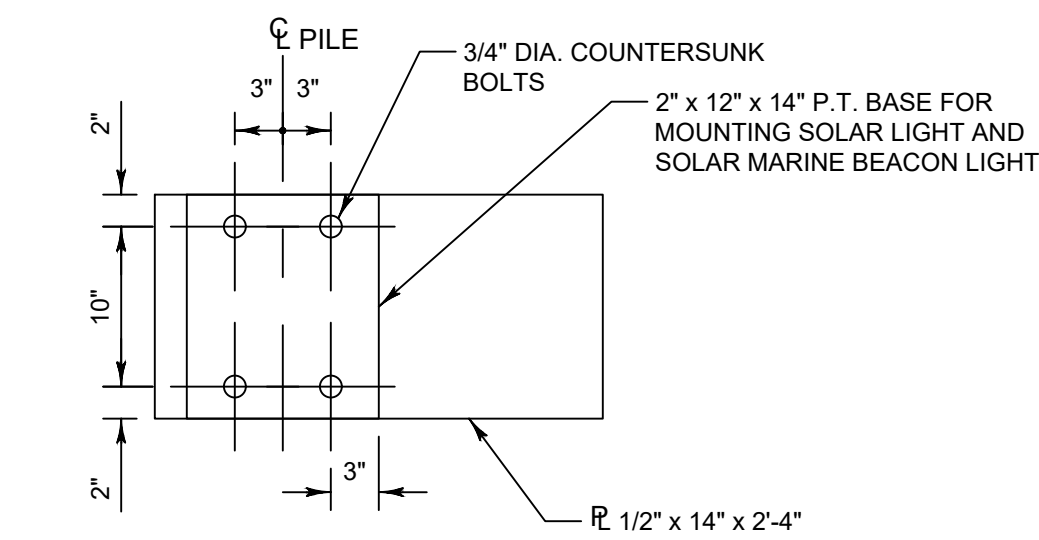 ℄ PILE
3" 3"
3/4" DIA. COUNTERSUNK
BOLTS
2" x 12" x 14" P.T. BASE FOR
MOUNTING SOLAR LIGHT AND
SOLAR MARINE BEACON LIGHT
2"
10"
2"
3"
⅊ 1/2" x 14" x 2'-4"